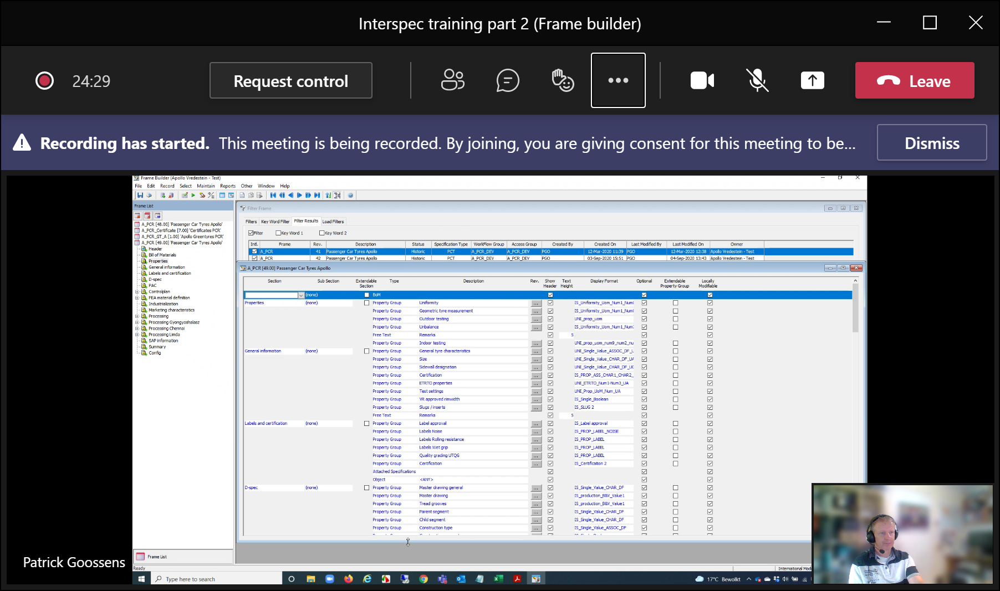 Interspec training part 2 (Frame builder)
24:29
Request control
Leave
Recording has started. This meeting is being recorded. By joining, you are giving consent for this meeting to be...
Dismiss
Frame Builder (Apollo Vredestein - Test)
File Edit Record Select Maintain Reports Other Window Help
Frame List
A_PCR [48.00] 'Passenger Car Tyres Apollo'
A_PCR_Certificate [7.00] 'Certificates PCR'
A_PCR_GT_A [1.00] 'Apollo Greentyres PCR'
A_PCR [49.00] 'Passenger Car Tyres Apollo'
Header
Bill of Materials
Properties
General information
Labels and certification
D-spec
PAC
Controlplan
FEA material definition
Industrialization
Marketing characteristics
Processing
Processing Gyongyoshalasz
Processing Chennai
Processing Limda
SAP information
Summary
Config
Frame List
Ready
Filter Frame
Filters Key Word Filter Filter Results Load Filters
Filter Key Word 1 Key Word 2
Intl. Frame Rev. Description Status Specification Type WorkFlow Group Access Group Created By Created On Last Modified By Last Modified On Owner
A_PCR 41 Passenger Car Tyres Apollo Historic PCT A_PCR_DEV A_PCR_DEV PGO 12-Mar-2020 11:39 PGO 12-Mar-2020 12:38 Apollo Vredestein - Test
A_PCR 42 Passenger Car Tyres Apollo Historic PCT A_PCR_DEV A_PCR_DEV PGO 03-Sep-2020 15:51 PGO 04-Sep-2020 13:43 Apollo Vredestein - Test
A_PCR [49.00] Passenger Car Tyres Apollo
Section Sub Section Extendable Section Type Description Rev. Show Header Text Height Display Format Optional Extendable Property Group Locally Modifiable
(none) BoM
Properties (none) Property Group Uniformity ... IS_Uniformity_Uom_Num1_Num
Property Group Geometric tyre measurement ... IS_Uniformity_Uom_Num1_Num
Property Group Outdoor testing ... UNI_prop_uom
Property Group Unbalance ... IS_Uniformity_Uom_Num1_Num
Free Text Remarks 5
Property Group Indoor testing ... UNI_prop_uom_num9_num2_nu
General information (none) Property Group General tyre characteristics ... UNI_Single_Value_ASSOC_DF_L
Property Group Size ... UNI_Single_Value_CHAR_DF_UA
Property Group Sidewall designation ... UNI_Single_Value_CHAR_DF_UC
Property Group Certification ... IS_PROP_ASS_CHAR1_CHAR2_
Property Group ETRTO properties ... UNI_ETRTO_Num1-Num3_UA
Property Group Test settings ... UNI_Prop_UoM_Num_UA
Property Group VR approved rimwidth ... IS_Single_Boolean
Property Group Slugs / inserts ... IS_SLUG 2
Free Text Remarks 5
Labels and certification (none) Property Group Label approval ... IS_Label approval
Property Group Labels Noise ... IS_PROP_LABEL_NOISE
Property Group Labels Rolling resistance ... IS_PROP_LABEL
Property Group Labels Wet grip ... IS_PROP_LABEL
Property Group Quality grading UTQG ... IS_PROP_LABEL
Property Group Certification ... IS_Certification 2
Attached Specifications
Object <ANY>
D-spec (none) Property Group Master drawing general ... IS_Single_Value_CHAR_DF
Property Group Master drawing ... IS_production_B&V_Value1
Property Group Tread grooves ... IS_production_B&V_Value1
Property Group Parent segment ... IS_Single_Value_CHAR_DF
Property Group Child segment ... IS_Single_Value_CHAR_DF
Property Group Construction type ... IS_Single_Value_ASSOC_DF
International Mod
Patrick Goossens
Type here to search
17°C Bewolkt